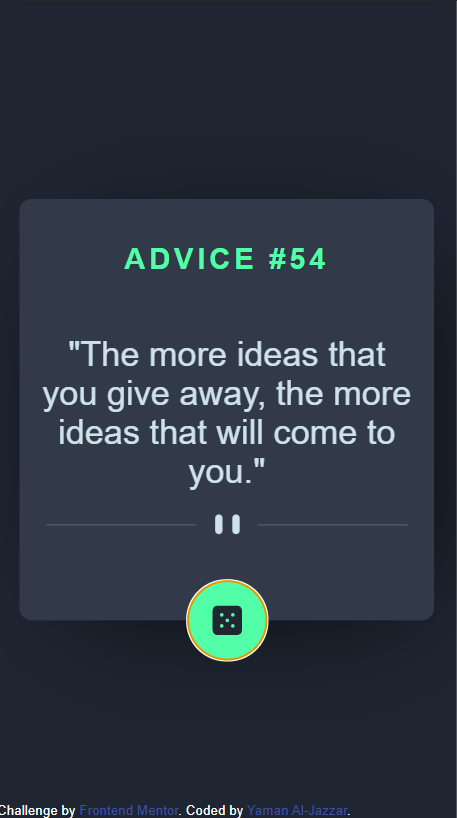 ADVICE #54
"The more ideas that
you give away, the more
ideas that will come to
you."
Challenge by Frontend Mentor. Coded by Yaman Al-Jazzar.